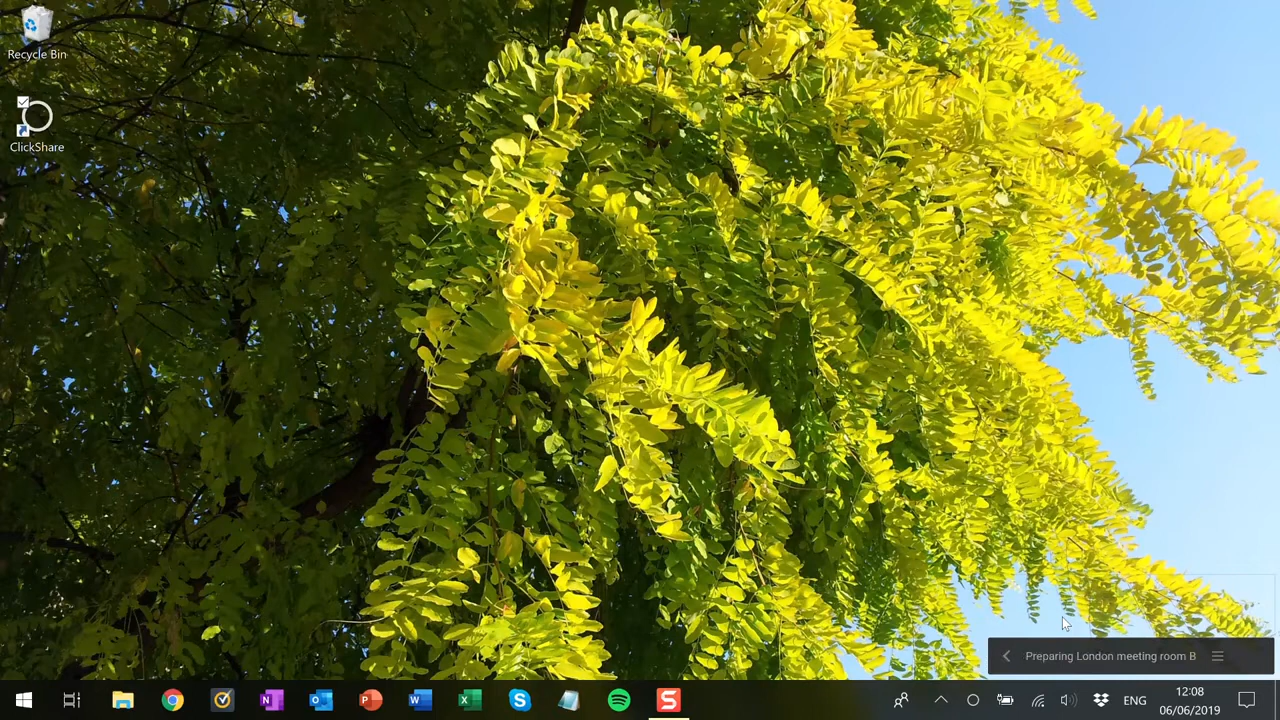 Recycle Bin
ClickShare
Preparing London meeting room B
N
O
P
W
X
S
S
ENG
12:08
06/06/2019